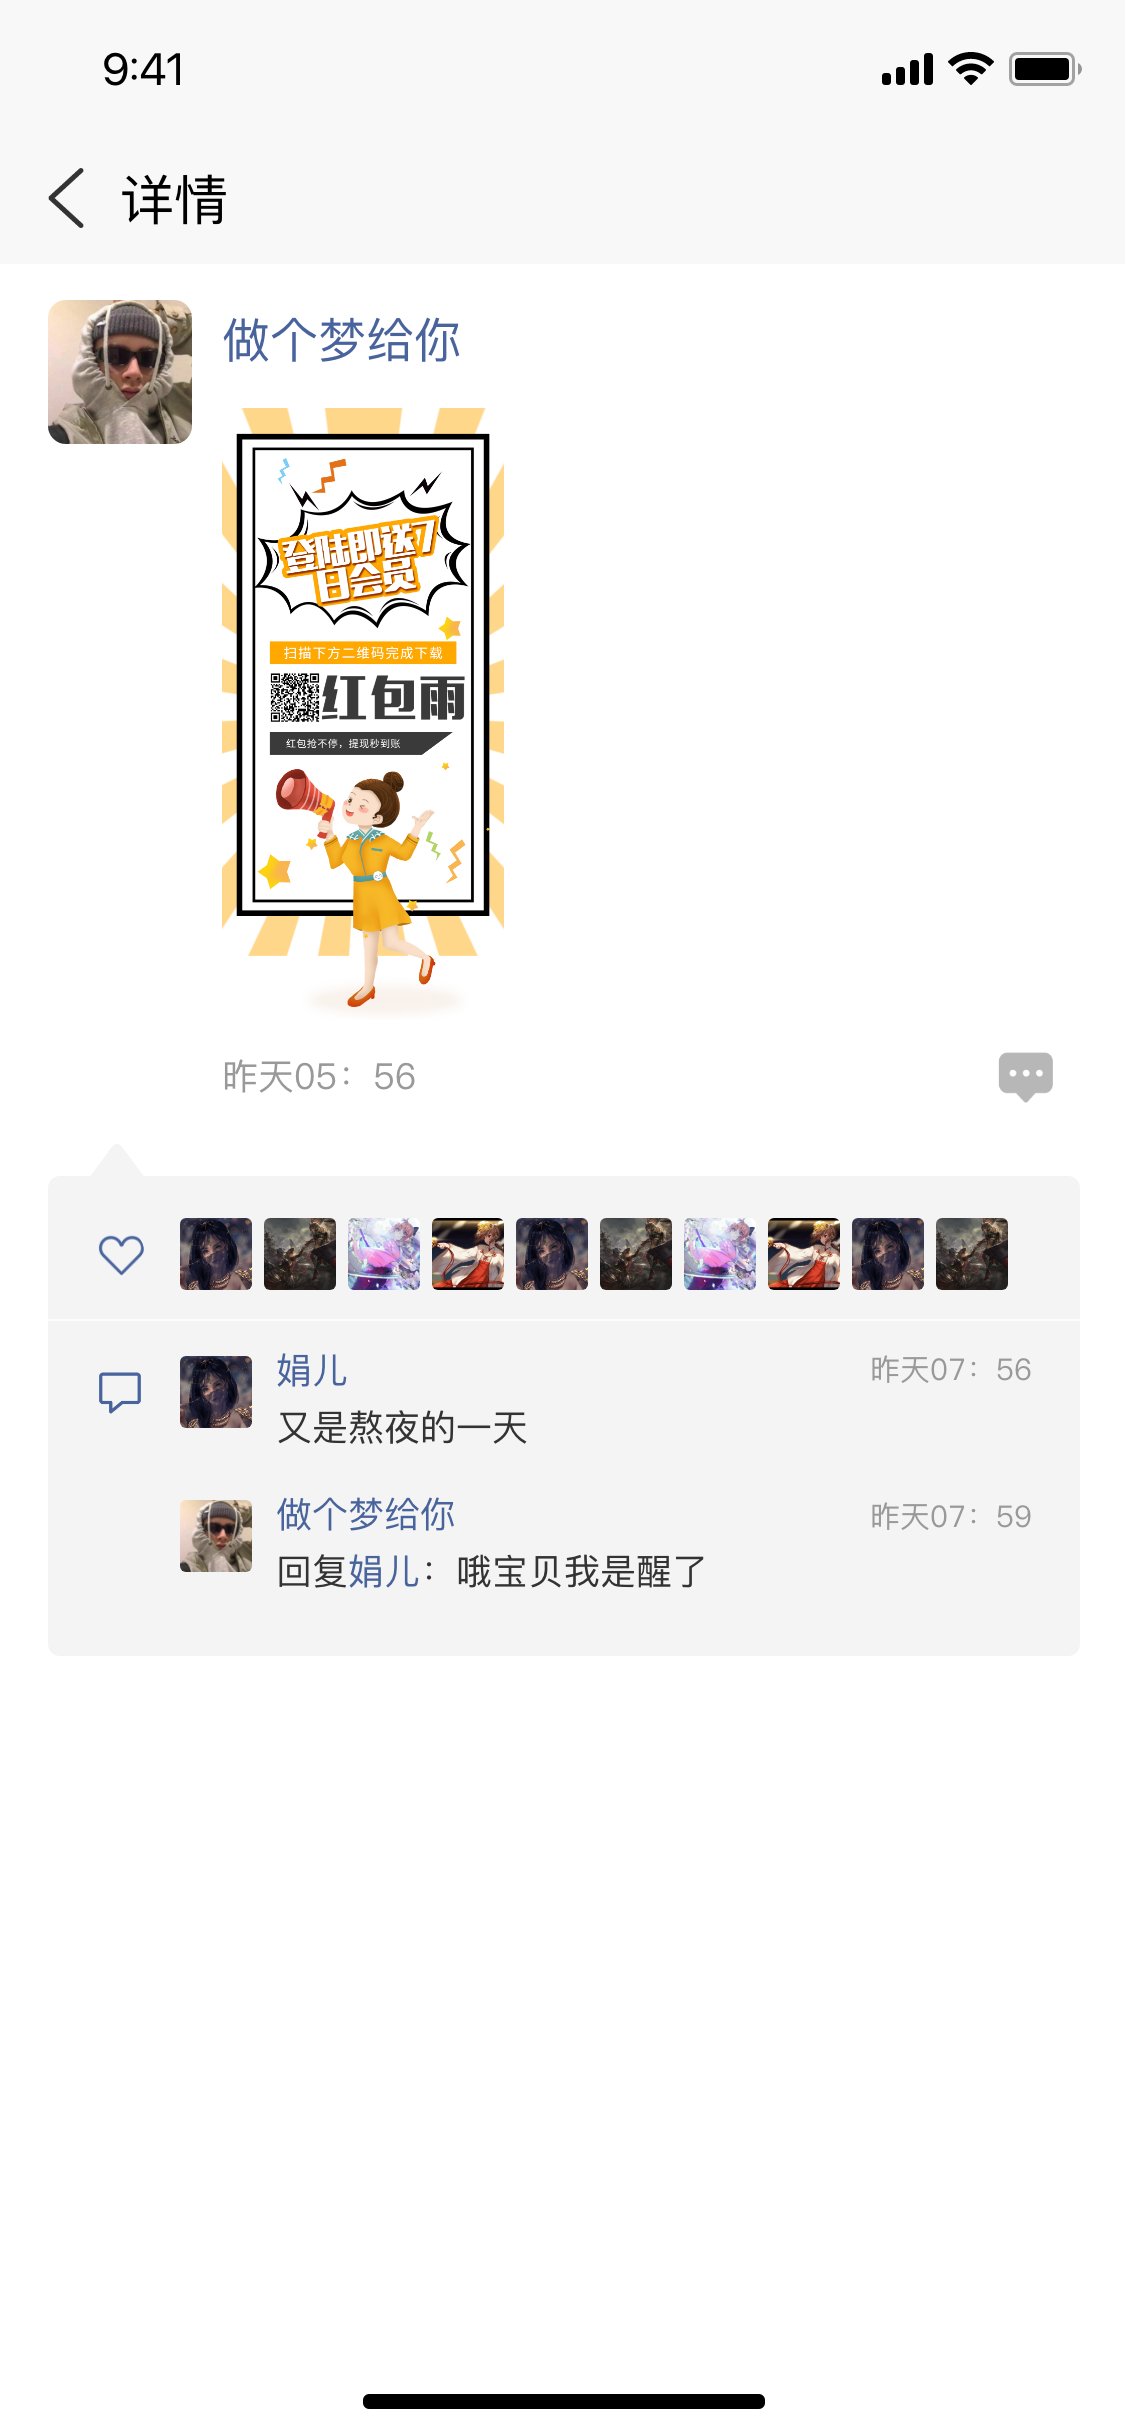 9:41
详情
做个梦给你
登陆即送7
日会员
扫描下方二维码完成下载
红包雨
红包抢不停，提现秒到账
昨天05：56
娟儿
昨天07：56
又是熬夜的一天
做个梦给你
昨天07：59
回复娟儿：哦宝贝我是醒了